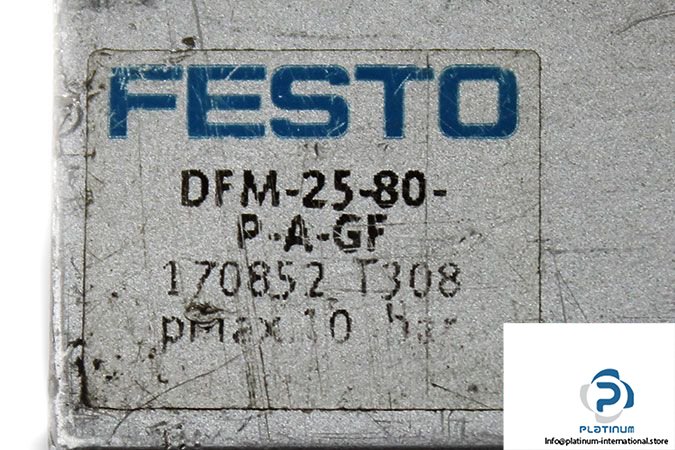 FESTO
DFM-25-80-
P-A-GF
170852 T308
pmax.10 bar
PLATINUM
Info@platinum-international.store